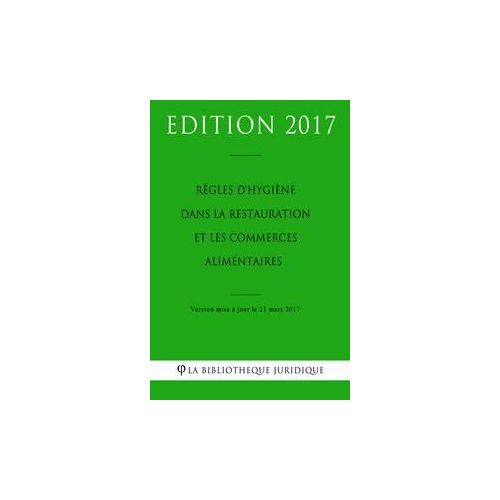 EDITION 2017
RÈGLES D'HYGIÈNE
DANS LA RESTAURATION
ET LES COMMERCES
ALIMENTAIRES
Version mise à jour le 21 mars 2017
φ LA BIBLIOTHEQUE JURIDIQUE